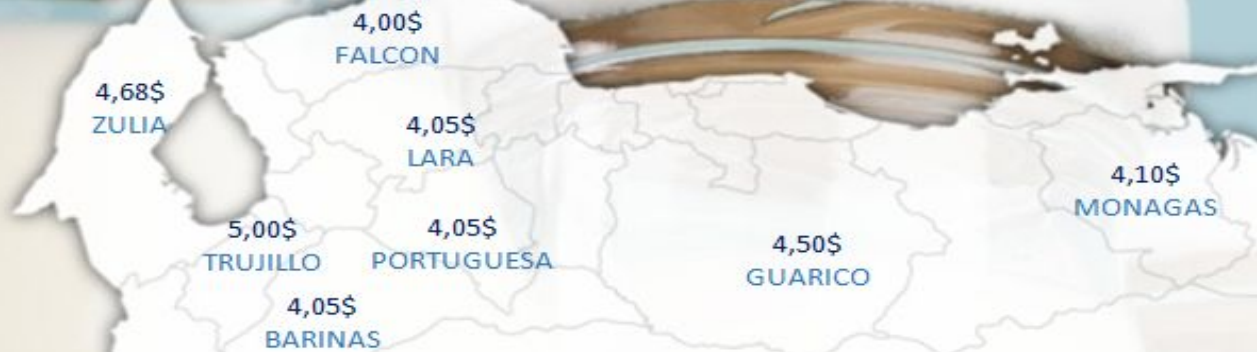 4,00$
FALCON
4,68$
ZULIA
4,05$
LARA
4,10$
MONAGAS
5,00$
TRUJILLO
4,05$
PORTUGUESA
4,50$
GUARICO
4,05$
BARINAS